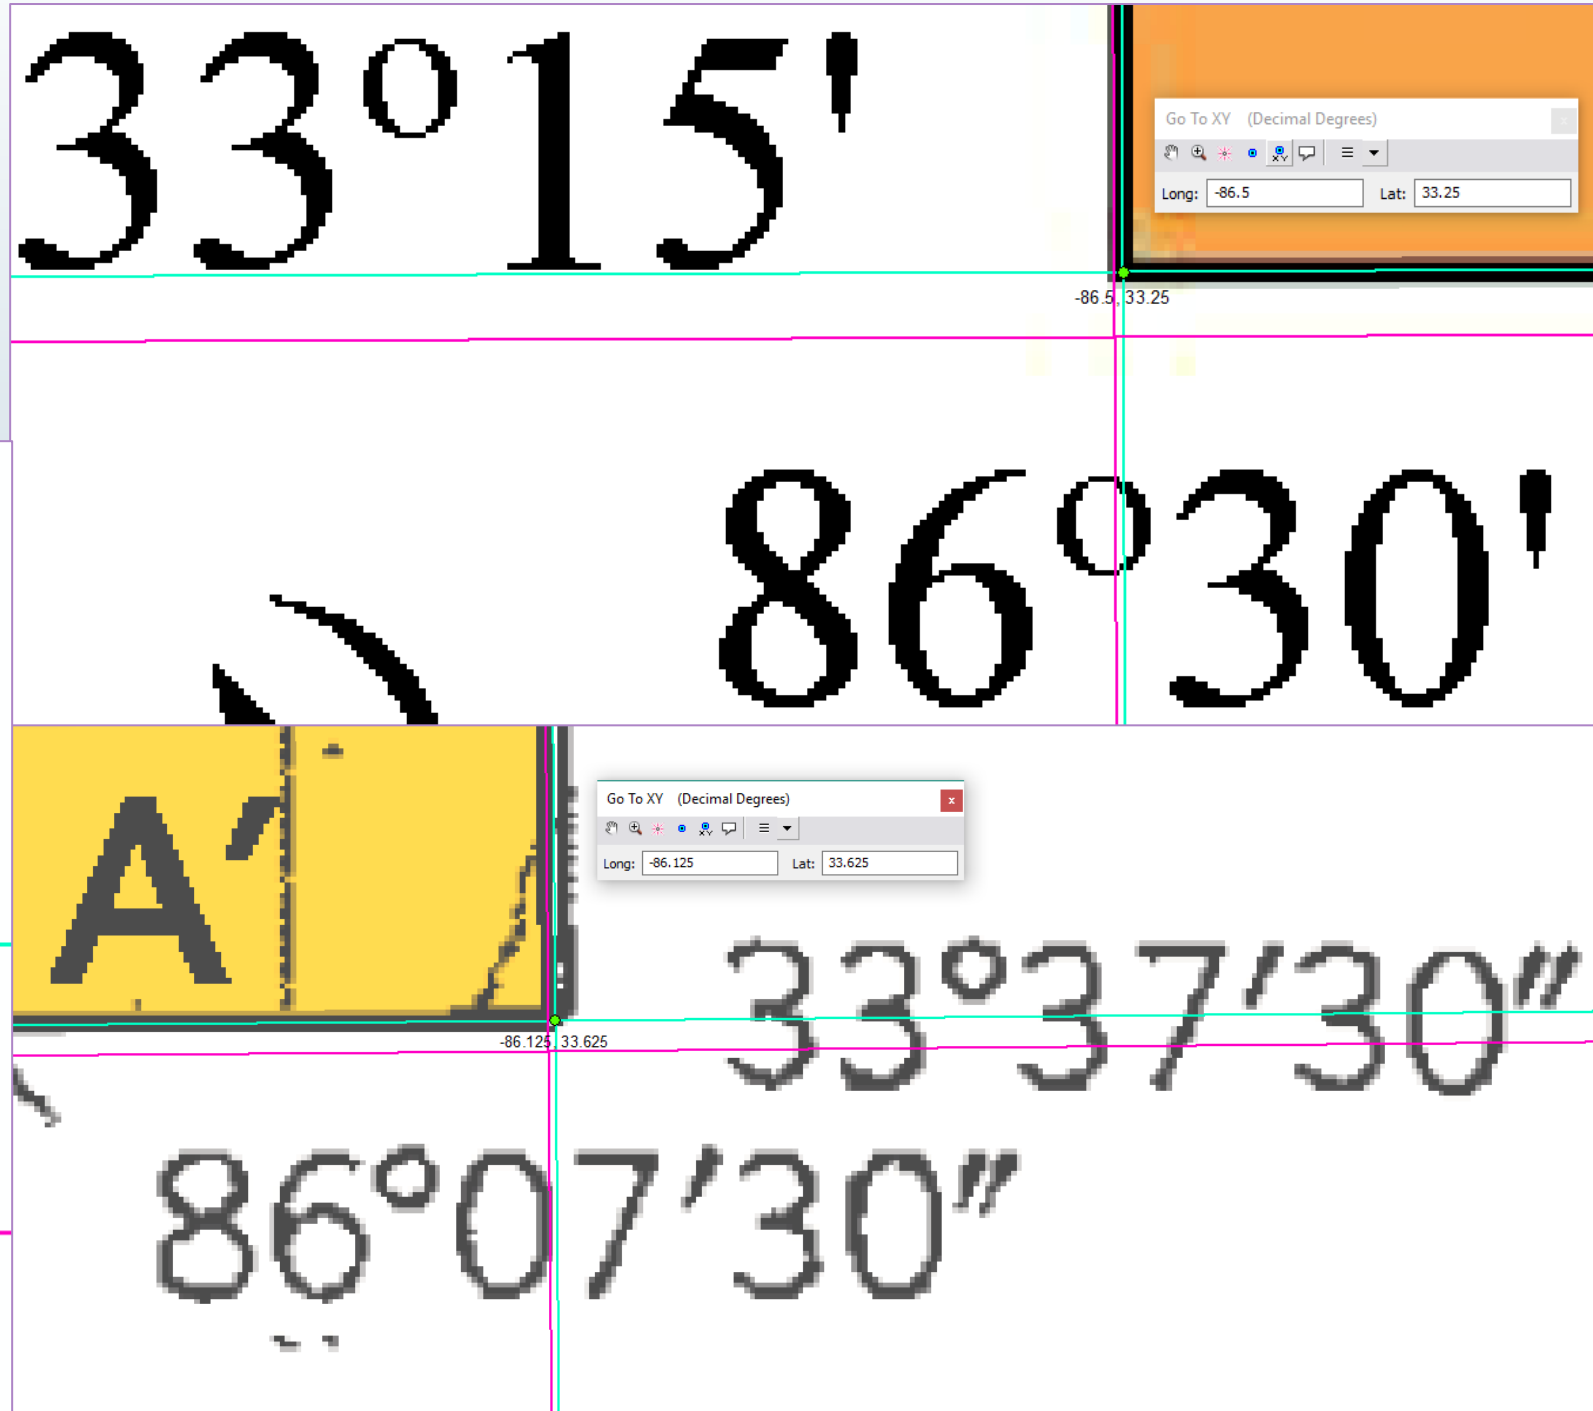 33°15'
Go To XY (Decimal Degrees)
Long: -86.5 Lat: 33.25
-86.5, 33.25
86°30'
A'
Go To XY (Decimal Degrees)
Long: -86.125 Lat: 33.625
33°37'30"
-86.125, 33.625
86°07'30"